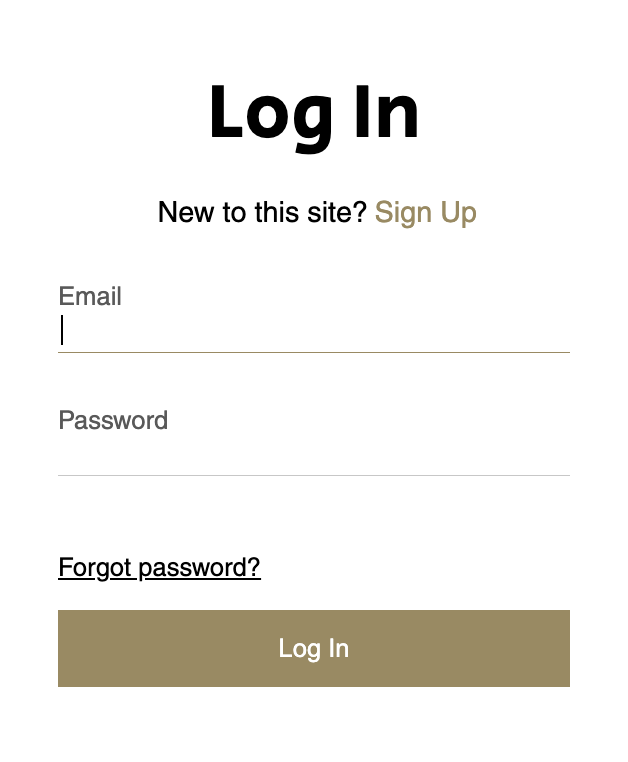 Log In
New to this site? Sign Up
Email
Password
Forgot password?
Log In